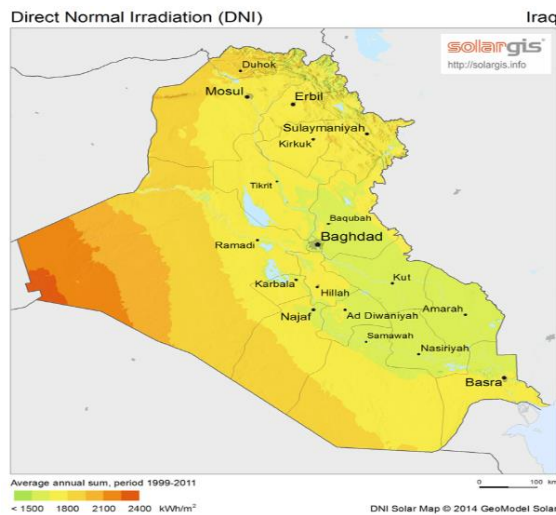 Direct Normal Irradiation (DNI)
Iraq
solargis
http://solargis.info
Duhok
Mosul
Erbil
Sulaymaniyah
Kirkuk
Tikrit
Baqubah
Baghdad
Ramadi
Karbala
Hillah
Kut
Najaf
Ad Diwaniyah
Amarah
Samawah
Nasiriyah
Basra
Average annual sum, period 1999-2011
< 1500 1800 2100 2400 kWh/m²
0 100 km
DNI Solar Map © 2014 GeoModel Solar